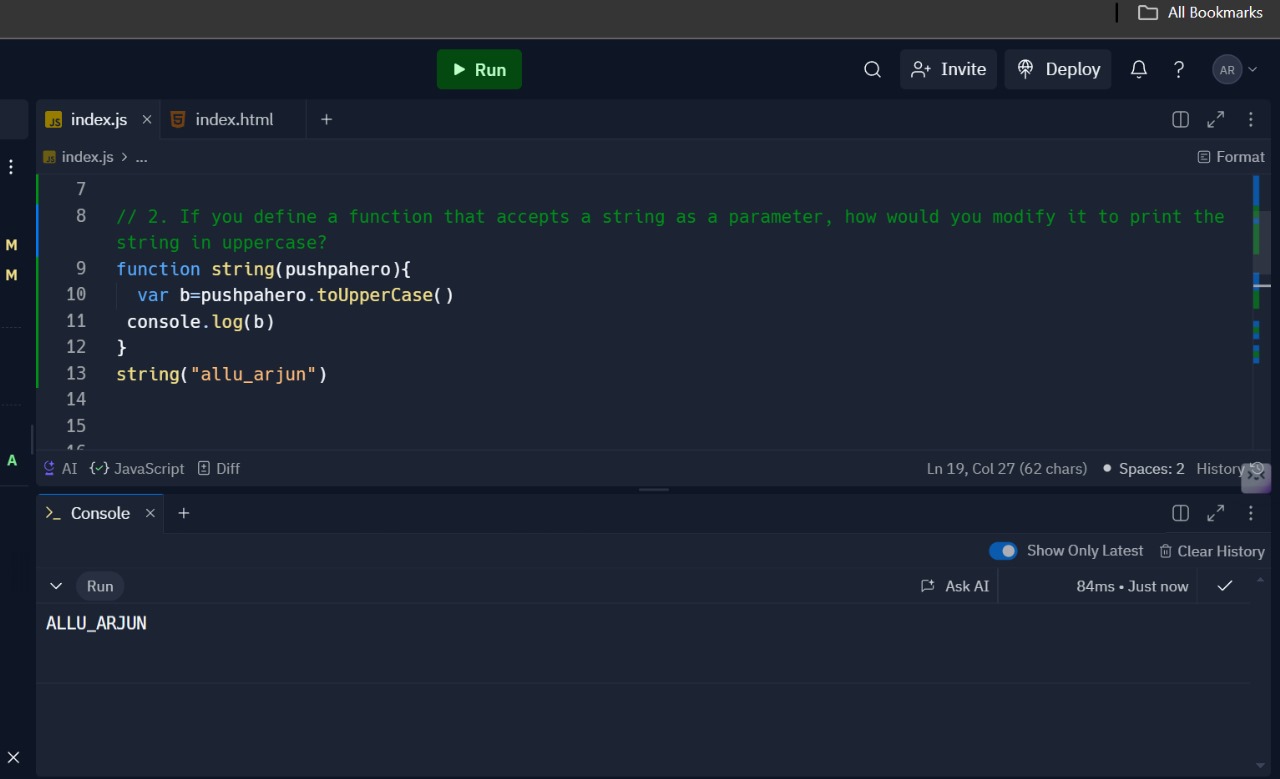 All Bookmarks
Run
Invite
Deploy
?
AR
JS index.js × index.html +
JS index.js > ...
Format
7
8 // 2. If you define a function that accepts a string as a parameter, how would you modify it to print the
string in uppercase?
9 function string(pushpahero){
10 var b=pushpahero.toUpperCase()
11 console.log(b)
12 }
13 string("allu_arjun")
14
15
M
M
A
AI {✓} JavaScript Diff
Ln 19, Col 27 (62 chars) • Spaces: 2 History
>_ Console × +
Show Only Latest Clear History
Run
Ask AI
84ms • Just now
ALLU_ARJUN